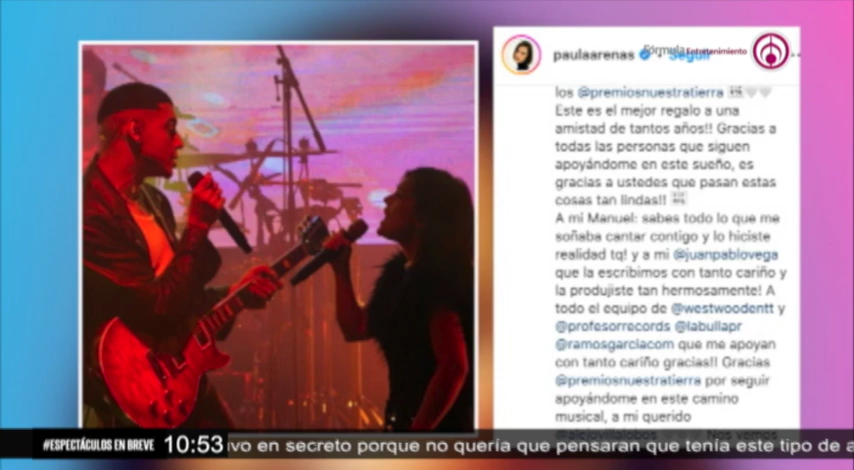 paulaarenas
Fórmula Entretenimiento
Seguir
los @premiosnuestratierra
Este es el mejor regalo a una
amistad de tantos años!! Gracias a
todas las personas que siguen
apoyándome en este sueño, es
gracias a ustedes que pasan estas
cosas tan lindas!!
A mi Manuel: sabes todo lo que me
soñaba cantar contigo y lo hiciste
realidad tq! y a mi @juanpablovega
que la escribimos con tanto cariño y
la produjiste tan hermosamente! A
todo el equipo de @westwoodentt y
@profesorrecords @labullapr
@ramosgarciacom que me apoyan
con tanto cariño gracias!! Gracias
@premiosnuestratierra por seguir
apoyándome en este camino
musical, a mi querido
@alejovillalobos Nos vemos
#ESPECTÁCULOS EN BREVE 10:53 ivo en secreto porque no quería que pensaran que tenía este tipo de a